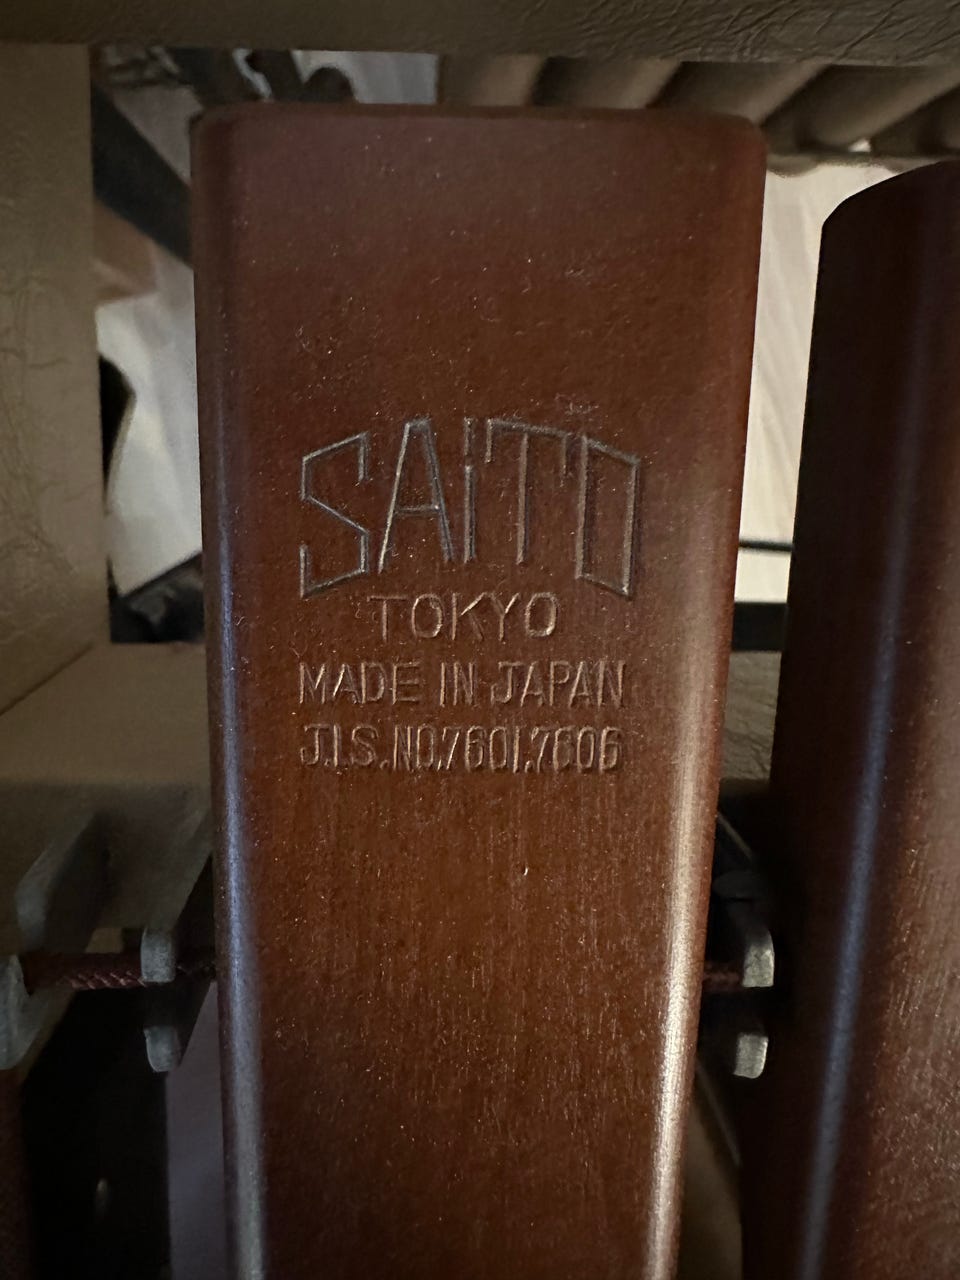 SAiTO
TOKYO
MADE IN JAPAN
J.I.S.NO.7601.7606